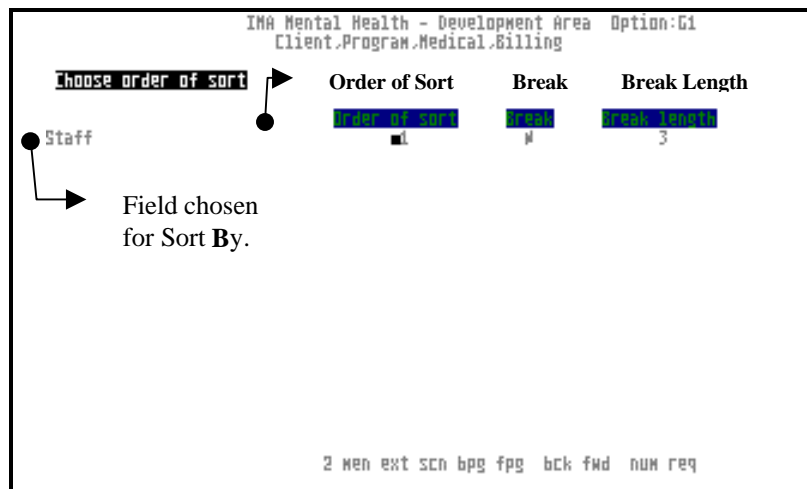 IMA Mental Health - Development Area Option:G1
Client,Program,Medical,Billing
Choose order of sort
Order of Sort Break Break Length
Order of sort Break Break length
Staff 1 N 3
Field chosen
for Sort By.
2 men ext scn bpg fpg bck fwd num req